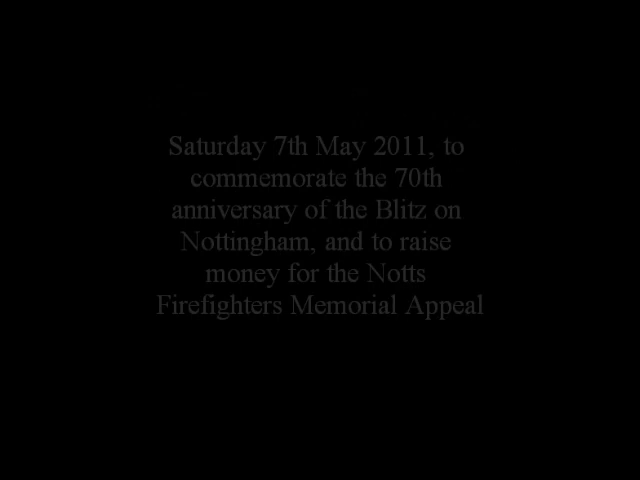 Saturday 7th May 2011, to
commemorate the 70th
anniversary of the Blitz on
Nottingham, and to raise
money for the Notts
Firefighters Memorial Appeal